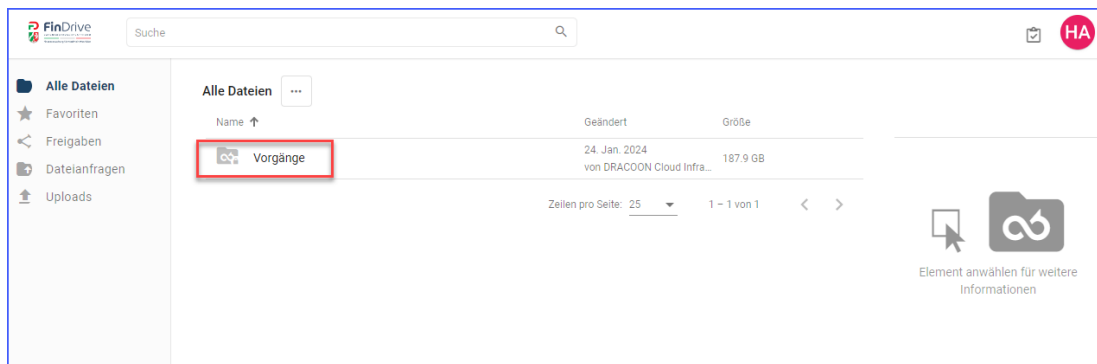 FinDrive
Suche
HA
Alle Dateien
Favoriten
Freigaben
Dateianfragen
Uploads
Alle Dateien ...
Name Geändert Größe
Vorgänge
24. Jan. 2024
von DRACOON Cloud Infra...
187.9 GB
Zeilen pro Seite: 25 1 – 1 von 1
Element anwählen für weitere
Informationen